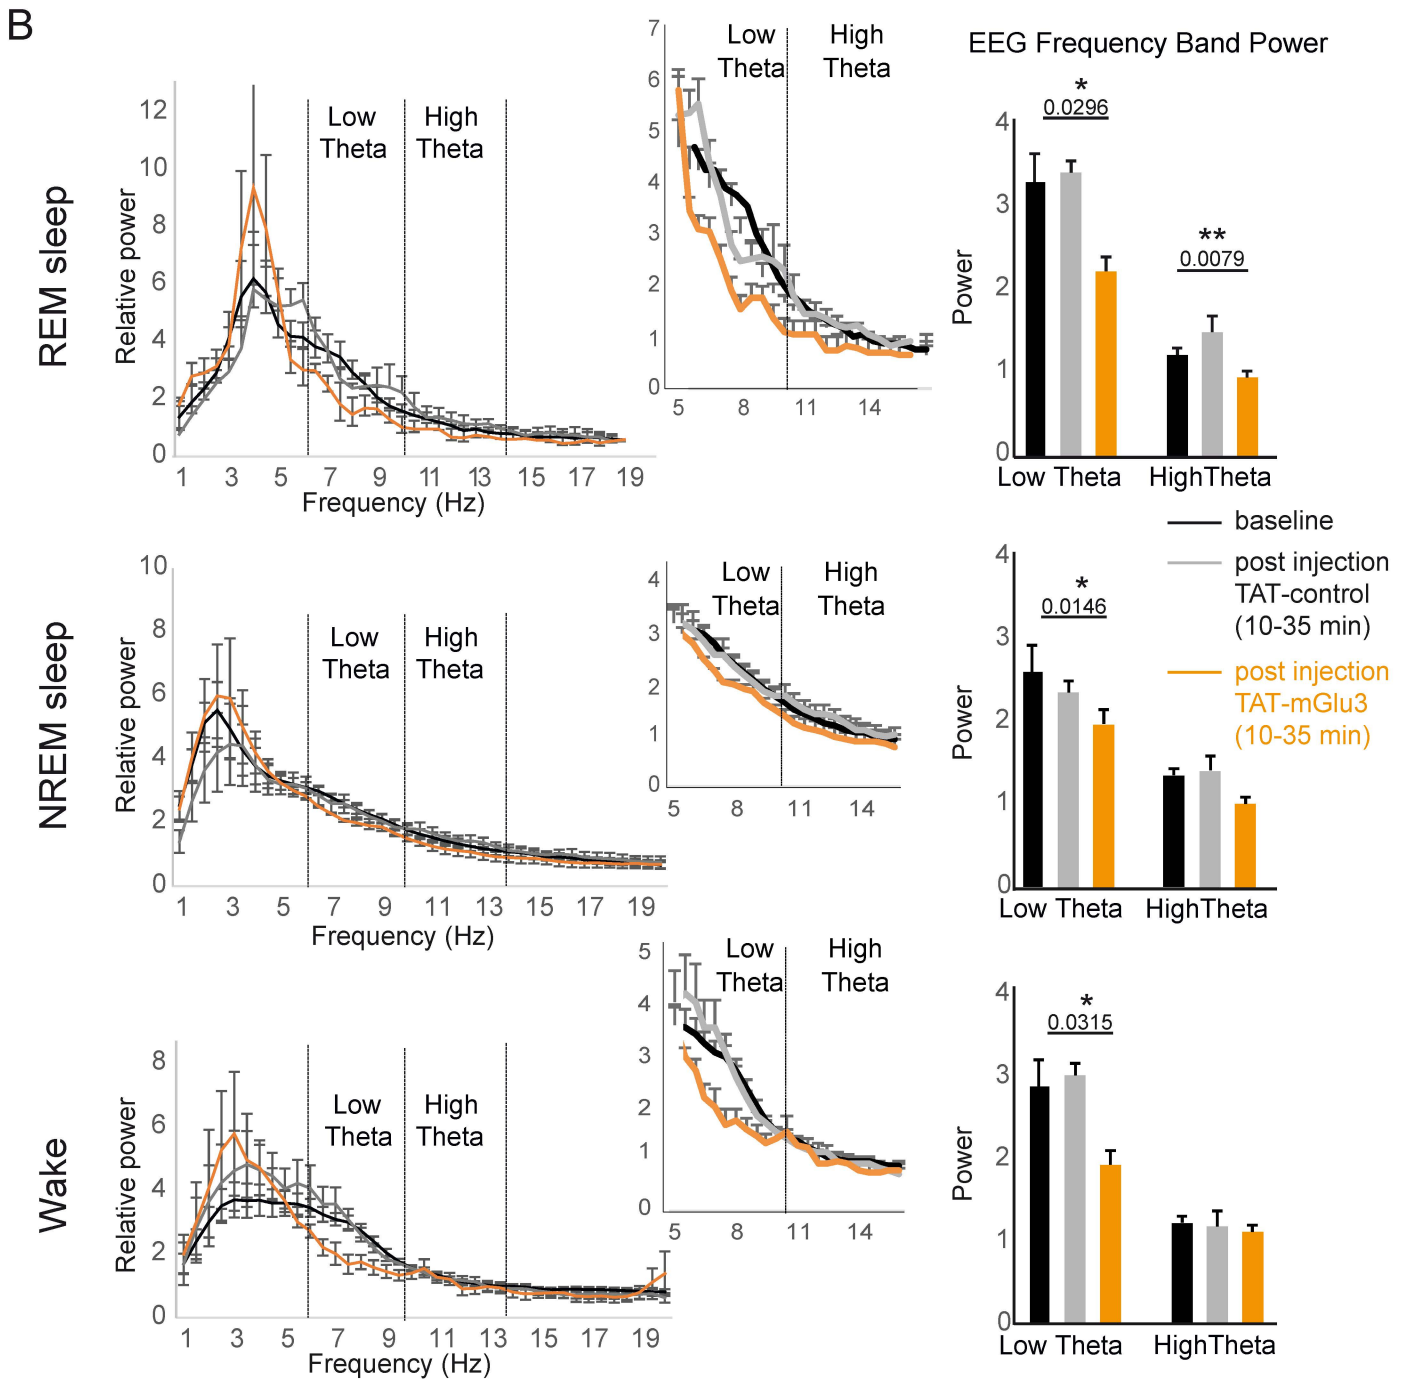 B
REM sleep
Relative power
12
10
8
6
4
2
0
Low
Theta
High
Theta
1 3 5 7 9 11 13 15 17 19
Frequency (Hz)
7
6
5
4
3
2
1
0
Low
Theta
High
Theta
5 8 11 14
EEG Frequency Band Power
Power
4
3
2
1
0
*
0.0296
**
0.0079
Low Theta HighTheta
baseline
post injection
TAT-control
(10-35 min)
post injection
TAT-mGlu3
(10-35 min)
NREM sleep
Relative power
10
8
6
4
2
0
Low
Theta
High
Theta
1 3 5 7 9 11 13 15 17 19
Frequency (Hz)
4
3
2
1
0
Low
Theta
High
Theta
5 8 11 14
Power
4
3
2
1
0
*
0.0146
Low Theta HighTheta
Wake
Relative power
8
6
4
2
0
Low
Theta
High
Theta
1 3 5 7 9 11 13 15 17 19
Frequency (Hz)
5
4
3
2
1
0
Low
Theta
High
Theta
5 8 11 14
Power
4
3
2
1
0
*
0.0315
Low Theta HighTheta